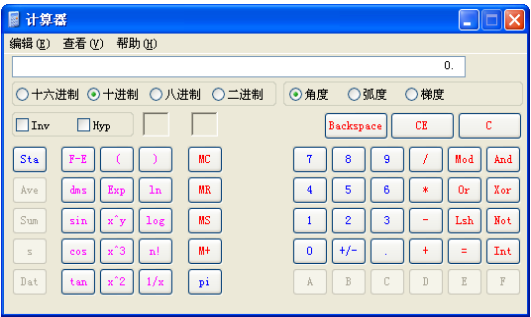 计算器
编辑(E) 查看(V) 帮助(H)
0.
十六进制 十进制 八进制 二进制 角度 弧度 梯度
Inv Hyp Backspace CE C
Sta F-E ( ) MC 7 8 9 / Mod And
Ave dms Exp ln MR 4 5 6 * Or Xor
Sum sin x^y log MS 1 2 3 - Lsh Not
s cos x^3 n! M+ 0 +/- . + = Int
Dat tan x^2 1/x pi A B C D E F